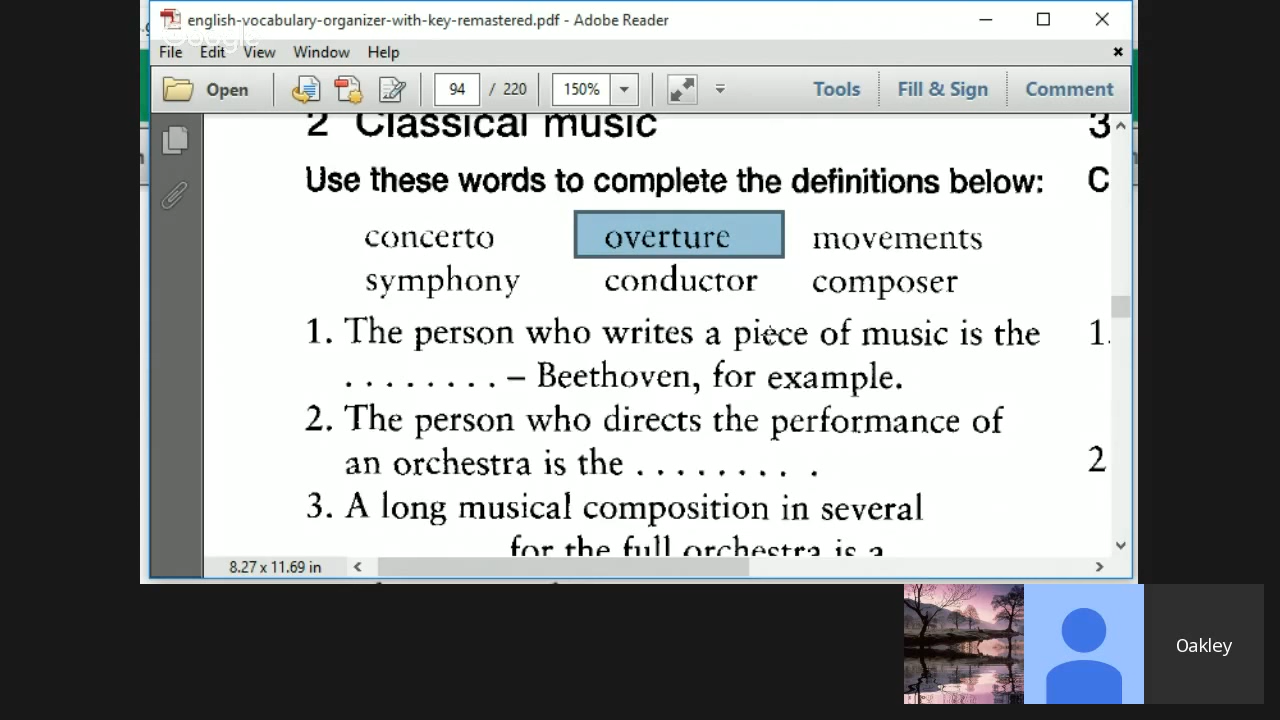 english-vocabulary-organizer-with-key-remastered.pdf - Adobe Reader
Google
File Edit View Window Help
Open 94 / 220 150% Tools Fill & Sign Comment
2 Classical music 3
Use these words to complete the definitions below: C
concerto overture movements
symphony conductor composer
1. The person who writes a piece of music is the 1.
. . . . . . . . – Beethoven, for example.
2. The person who directs the performance of
an orchestra is the . . . . . . . . . 2
3. A long musical composition in several
for the full orchestra is a
8.27 x 11.69 in
Oakley